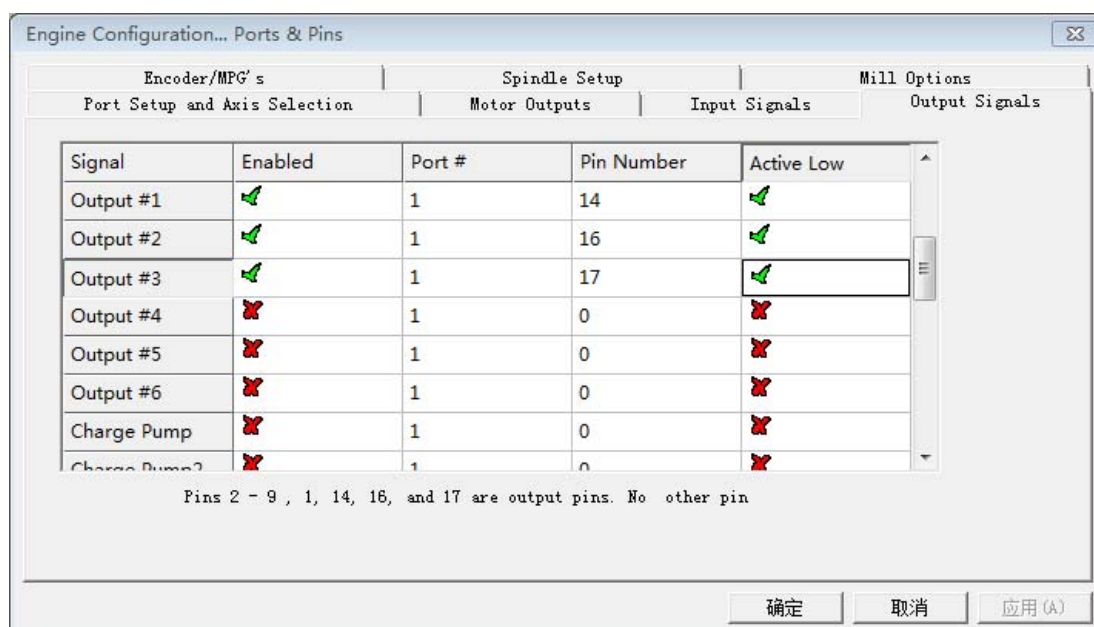 Engine Configuration... Ports & Pins
Encoder/MPG's Spindle Setup Mill Options
Port Setup and Axis Selection Motor Outputs Input Signals Output Signals
Signal Enabled Port # Pin Number Active Low
Output #1 1 14
Output #2 1 16
Output #3 1 17
Output #4 1 0
Output #5 1 0
Output #6 1 0
Charge Pump 1 0
Charge Pump2 1 0
Pins 2 - 9 , 1, 14, 16, and 17 are output pins. No other pin
确定 取消 应用(A)